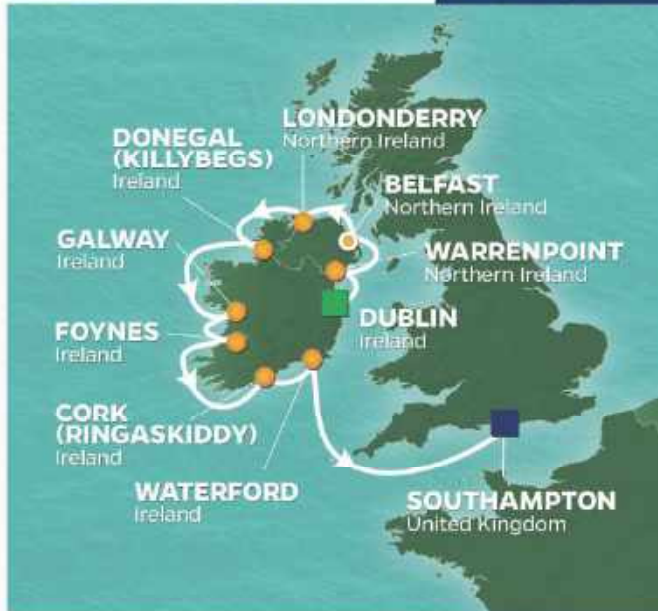 LONDONDERRY
Northern Ireland
DONEGAL
(KILLYBEGS)
Ireland
BELFAST
Northern Ireland
GALWAY
Ireland
WARRENPOINT
Northern Ireland
DUBLIN
Ireland
FOYNES
Ireland
CORK
(RINGASKIDDY)
Ireland
WATERFORD
Ireland
SOUTHAMPTON
United Kingdom